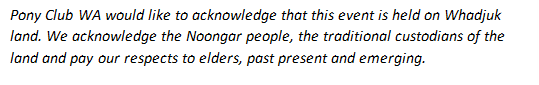 Pony Club WA would like to acknowledge that this event is held on Whadjuk
land. We acknowledge the Noongar people, the traditional custodians of the
land and pay our respects to elders, past present and emerging.